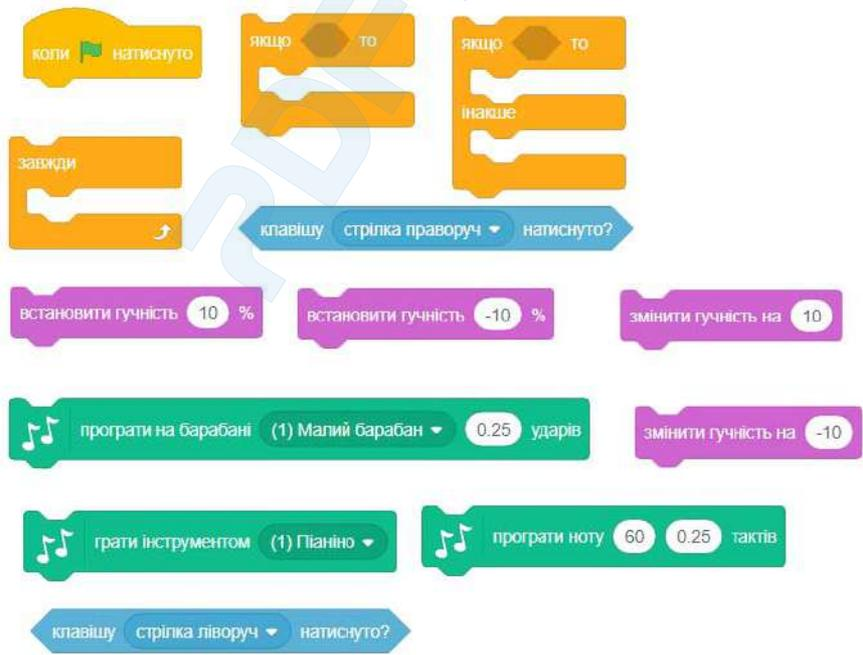 коли натиснуто
якщо то
якщо то
інакше
завжди
клавішу стрілка праворуч натиснуто?
встановити гучність 10 %
встановити гучність -10 %
змінити гучність на 10
програти на барабані (1) Малий барабан 0.25 ударів
змінити гучність на -10
грати інструментом (1) Піаніно
програти ноту 60 0.25 тактів
клавішу стрілка ліворуч натиснуто?